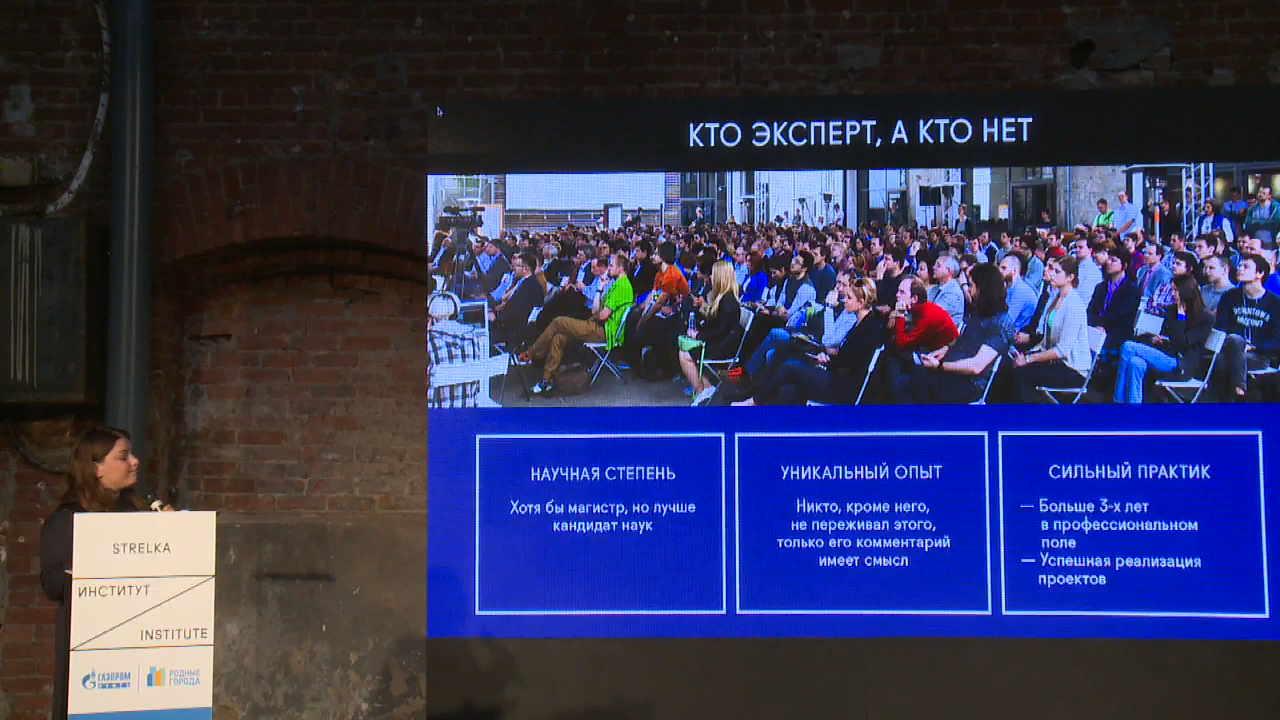 КТО ЭКСПЕРТ, А КТО НЕТ
НАУЧНАЯ СТЕПЕНЬ
Хотя бы магистр, но лучше
кандидат наук
УНИКАЛЬНЫЙ ОПЫТ
Никто, кроме него,
не переживал этого,
только его комментарий
имеет смысл
СИЛЬНЫЙ ПРАКТИК
— Больше 3-х лет
в профессиональном
поле
— Успешная реализация
проектов
STRELKA
ИНСТИТУТ
INSTITUTE
ГАЗПРОМ
НЕФТЬ
РОДНЫЕ
ГОРОДА